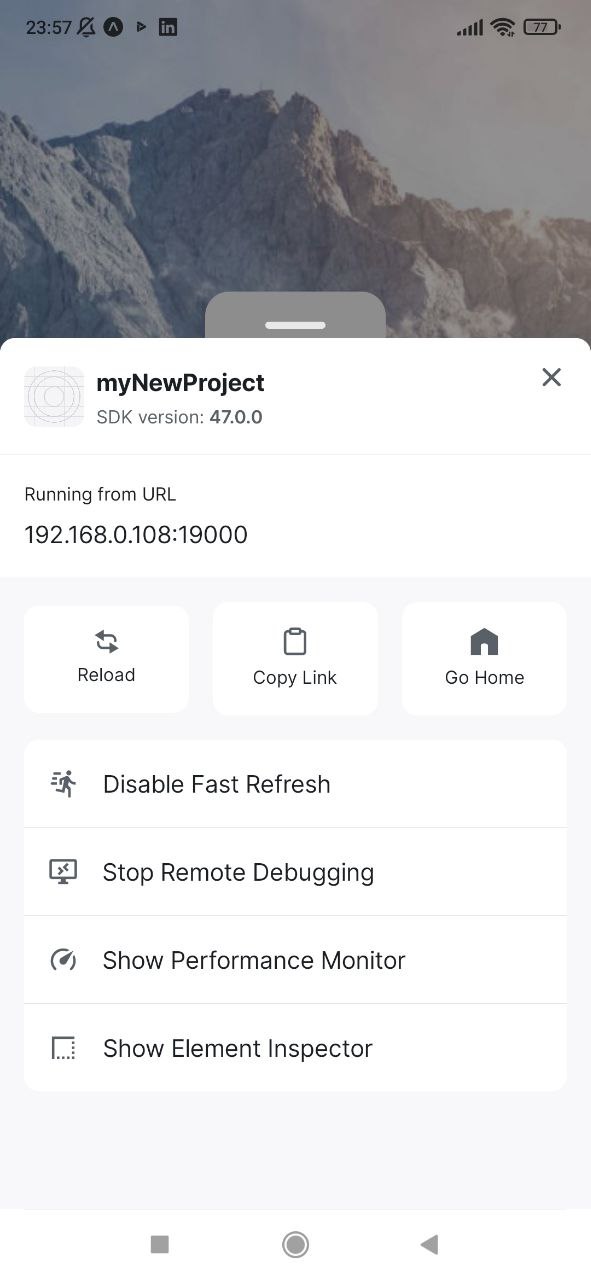 23:57
77
myNewProject
SDK version: 47.0.0
Running from URL
192.168.0.108:19000
Reload
Copy Link
Go Home
Disable Fast Refresh
Stop Remote Debugging
Show Performance Monitor
Show Element Inspector